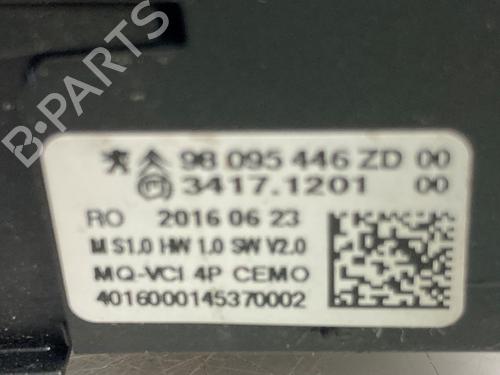 B-PARTS
98 095 446 ZD 00
34171.1201 00
RO 2016 06 23
M S1.0 HW 1.0 SW V2.0
MQ-VCI 4P CEMO
4016000145370002